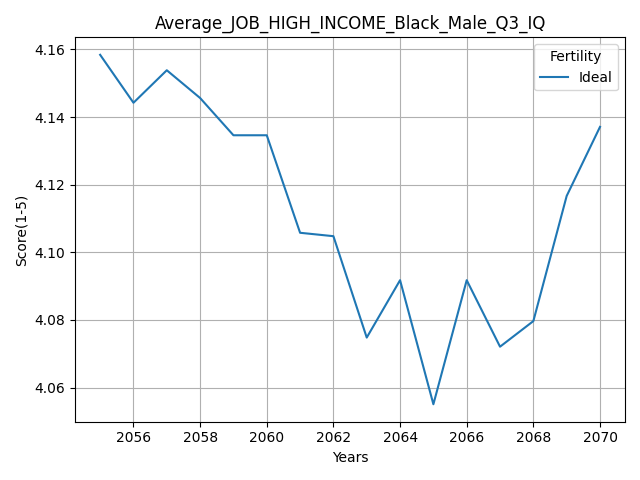 Average_JOB_HIGH_INCOME_Black_Male_Q3_IQ
Fertility
Ideal
4.16
4.14
4.12
4.10
4.08
4.06
Score(1-5)
2056 2058 2060 2062 2064 2066 2068 2070
Years